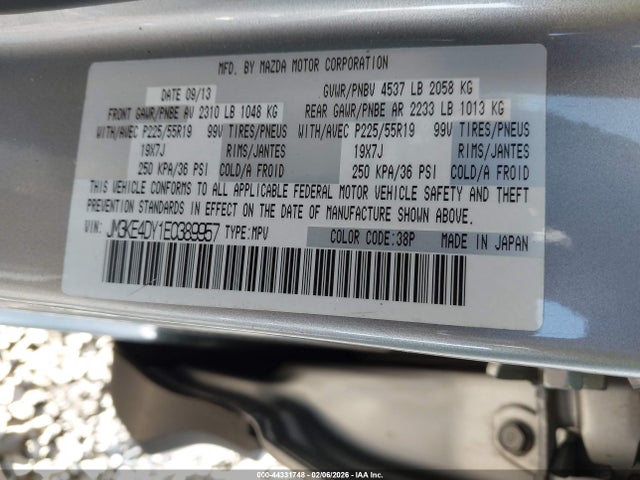 MFD. BY MAZDA MOTOR CORPORATION
DATE 09/13 GVWR/PNBV 4537 LB 2058 KG
FRONT GAWR/PNBE AV 2310 LB 1048 KG REAR GAWR/PNBE AR 2233 LB 1013 KG
WITH/AVEC P225/55R19 99V TIRES/PNEUS WITH/AVEC P225/55R19 99V TIRES/PNEUS
19X7J RIMS/JANTES 19X7J RIMS/JANTES
250 KPA/36 PSI COLD/A FROID 250 KPA/36 PSI COLD/A FROID
THIS VEHICLE CONFORMS TO ALL APPLICABLE FEDERAL MOTOR VEHICLE SAFETY AND THEFT
PREVENTION STANDARDS IN EFFECT ON THE DATE OF MANUFACTURE SHOWN ABOVE.
VIN: JM3KE4DY1E0389957 TYPE:MPV COLOR CODE:38P MADE IN JAPAN
000-44331748 - 02/06/2026 - IAA Inc.